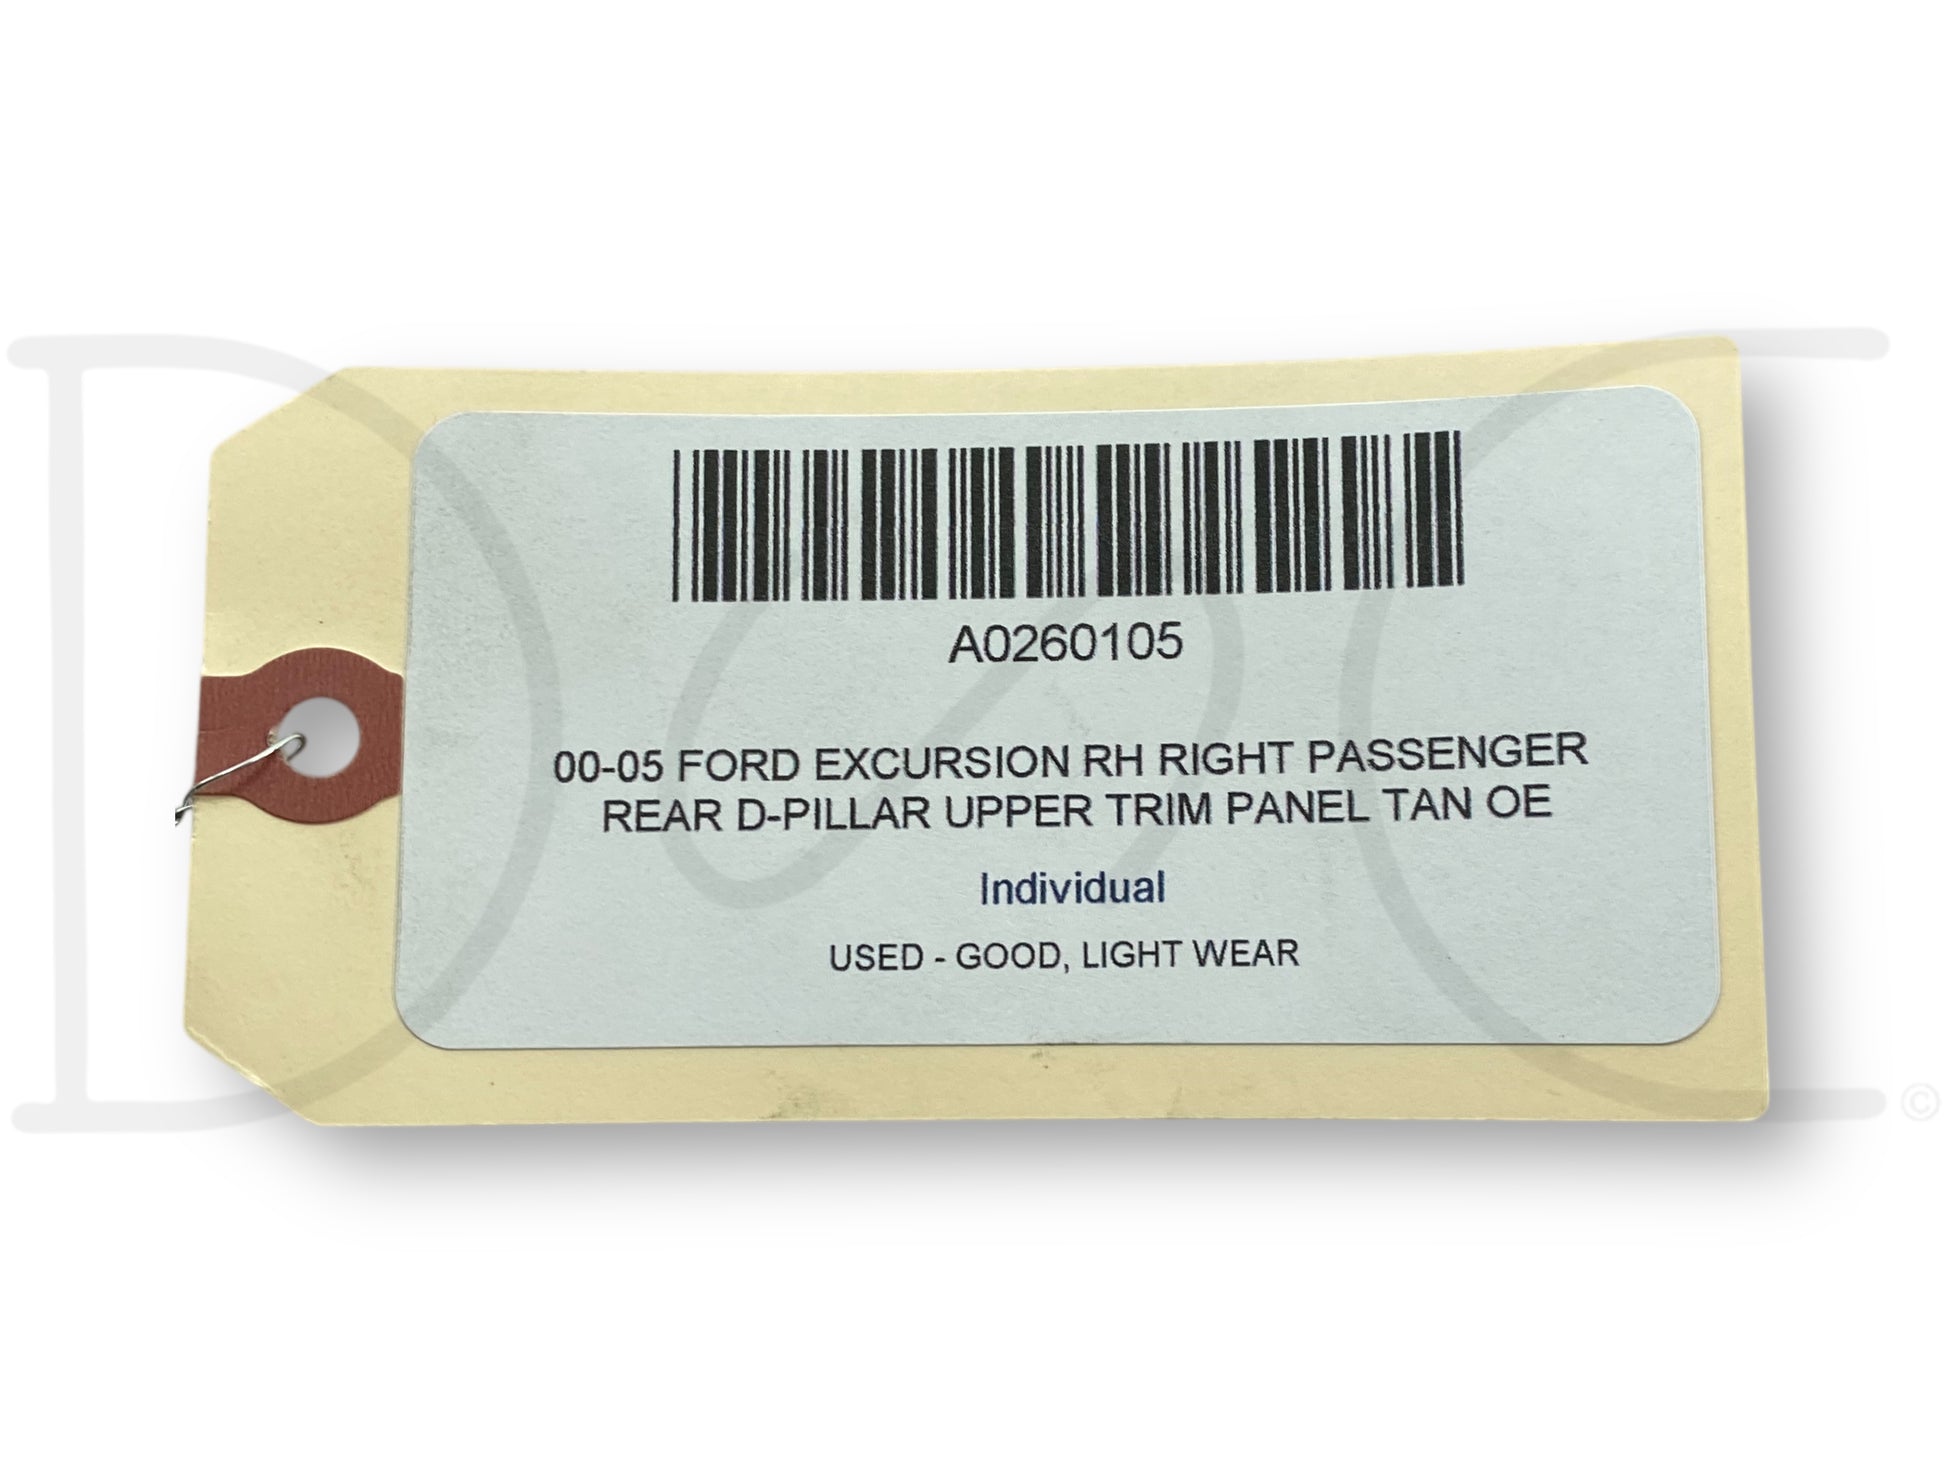 A0260105
00-05 FORD EXCURSION RH RIGHT PASSENGER
REAR D-PILLAR UPPER TRIM PANEL TAN OE
Individual
USED - GOOD, LIGHT WEAR
©